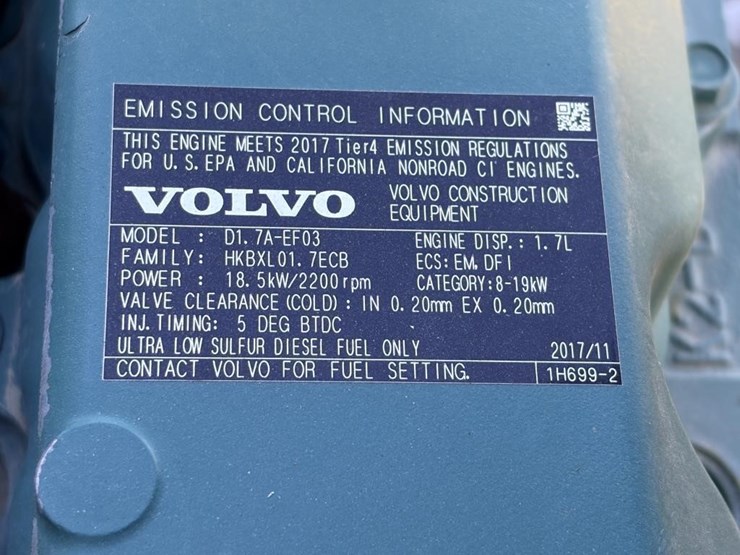 EMISSION CONTROL INFORMATION
THIS ENGINE MEETS 2017 Tier4 EMISSION REGULATIONS
FOR U.S.EPA AND CALIFORNIA NONROAD CI ENGINES.
VOLVO
VOLVO CONSTRUCTION
EQUIPMENT
MODEL : D1.7A-EF03
ENGINE DISP.: 1.7L
FAMILY: HKBXL01.7ECB
ECS: EM, DFI
POWER : 18.5kW/2200rpm
CATEGORY:8-19kW
VALVE CLEARANCE(COLD): IN 0.20mm EX 0.20mm
INJ.TIMING: 5 DEG BTDC
ULTRA LOW SULFUR DIESEL FUEL ONLY
2017/11
CONTACT VOLVO FOR FUEL SETTING.
1H699-2